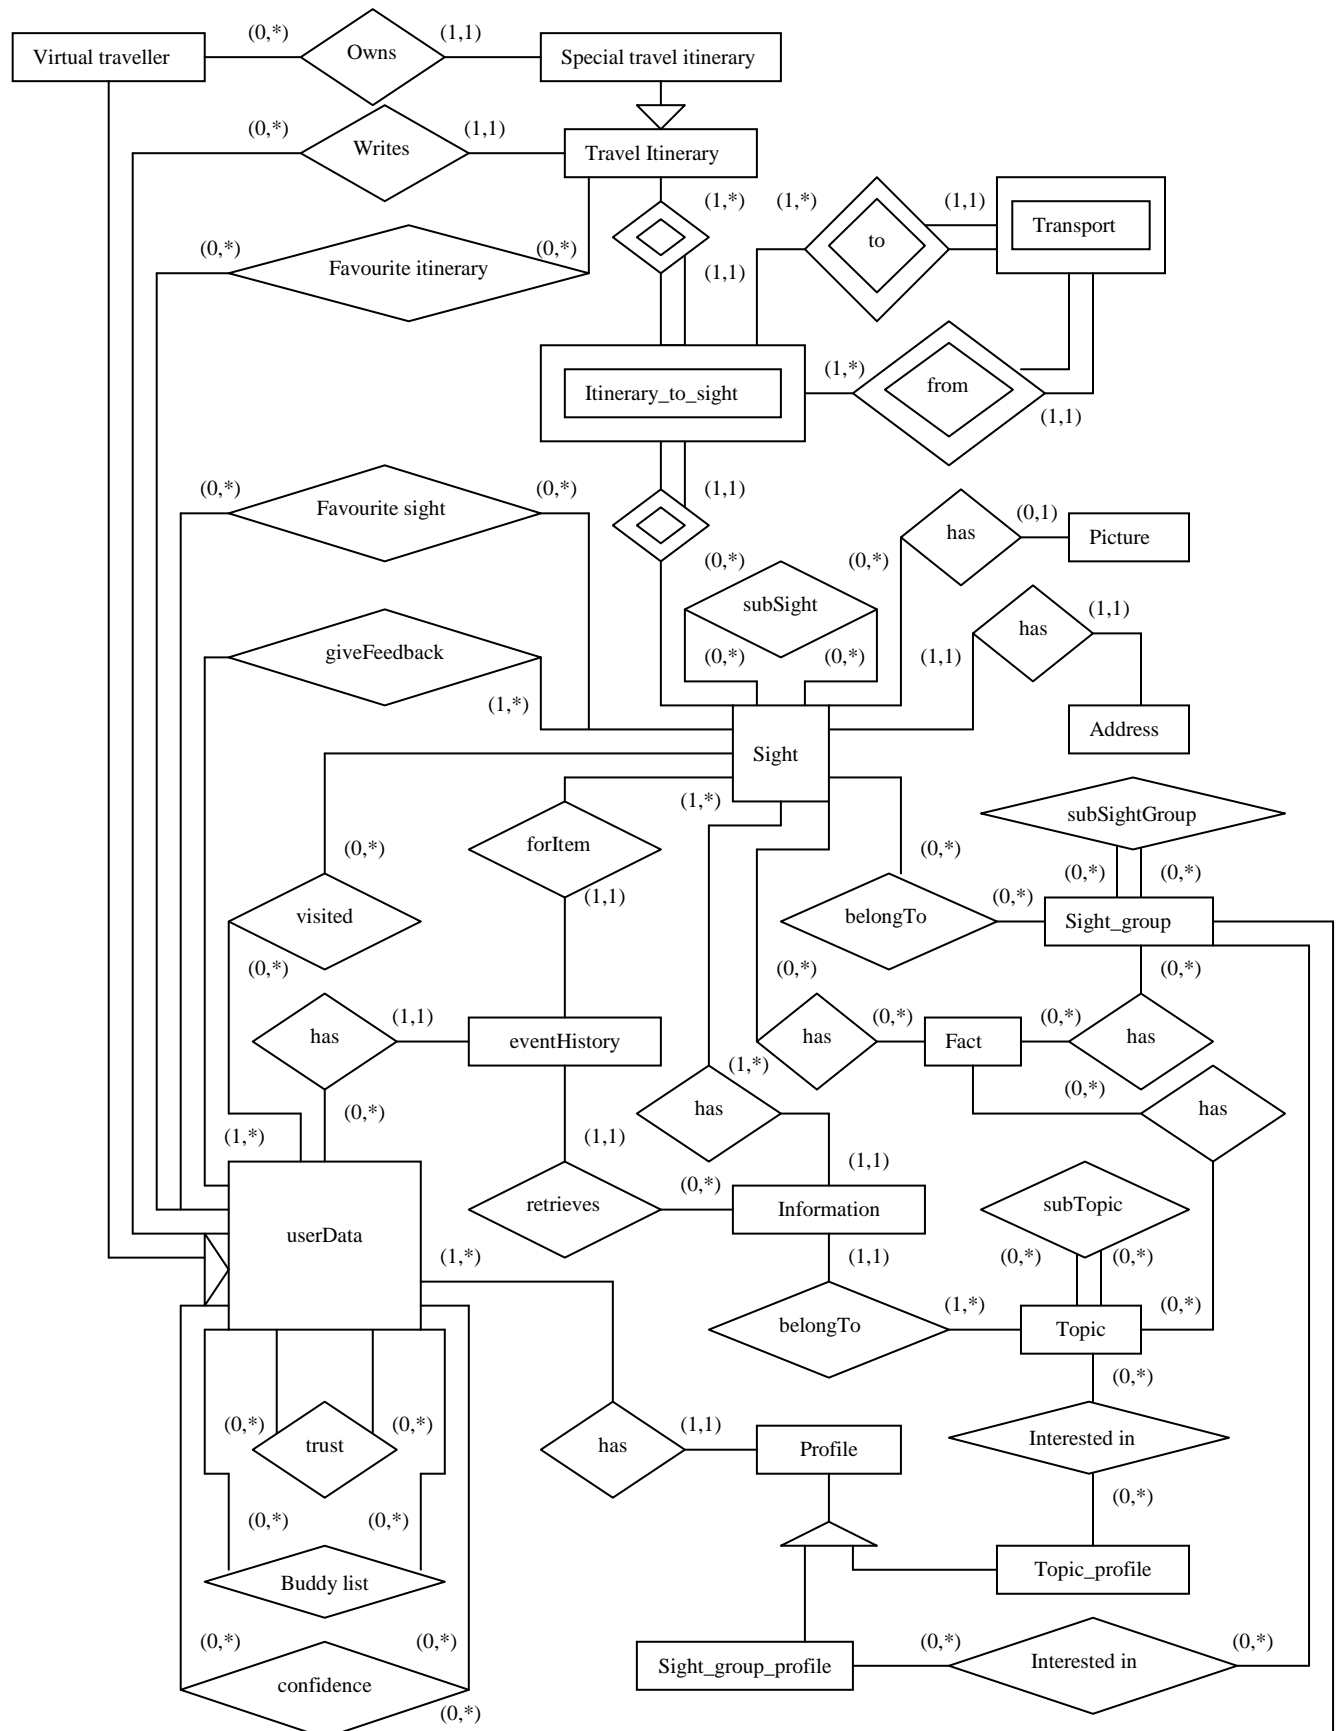 (0,*)
(1,1)
Virtual traveller
Owns
Special travel itinerary
(0,*)
(1,1)
Writes
Travel Itinerary
(1,*)
(1,*)
(1,1)
Transport
(0,*)
(0,*)
to
Favourite itinerary
(1,1)
(1,*)
from
Itinerary_to_sight
(1,1)
(0,*)
(0,*)
(1,1)
Favourite sight
(0,1)
has
Picture
(0,*)
(0,*)
subSight
(1,1)
has
giveFeedback
(0,*)
(0,*)
(1,1)
(1,*)
Address
Sight
(1,*)
subSightGroup
forItem
(0,*)
(0,*)
(0,*)
(0,*)
(1,1)
(0,*)
visited
belongTo
Sight_group
(0,*)
(0,*)
(0,*)
(1,1)
(0,*)
(0,*)
has
eventHistory
has
Fact
has
(1,*)
(0,*)
(0,*)
has
has
(1,*)
(1,1)
(1,1)
(0,*)
retrieves
Information
subTopic
userData
(1,*)
(1,1)
(0,*)
(0,*)
(1,*)
(0,*)
belongTo
Topic
(0,*)
(0,*)
(0,*)
(1,1)
trust
has
Profile
Interested in
(0,*)
(0,*)
(0,*)
Buddy list
Topic_profile
(0,*)
(0,*)
(0,*)
(0,*)
Sight_group_profile
Interested in
confidence
(0,*)